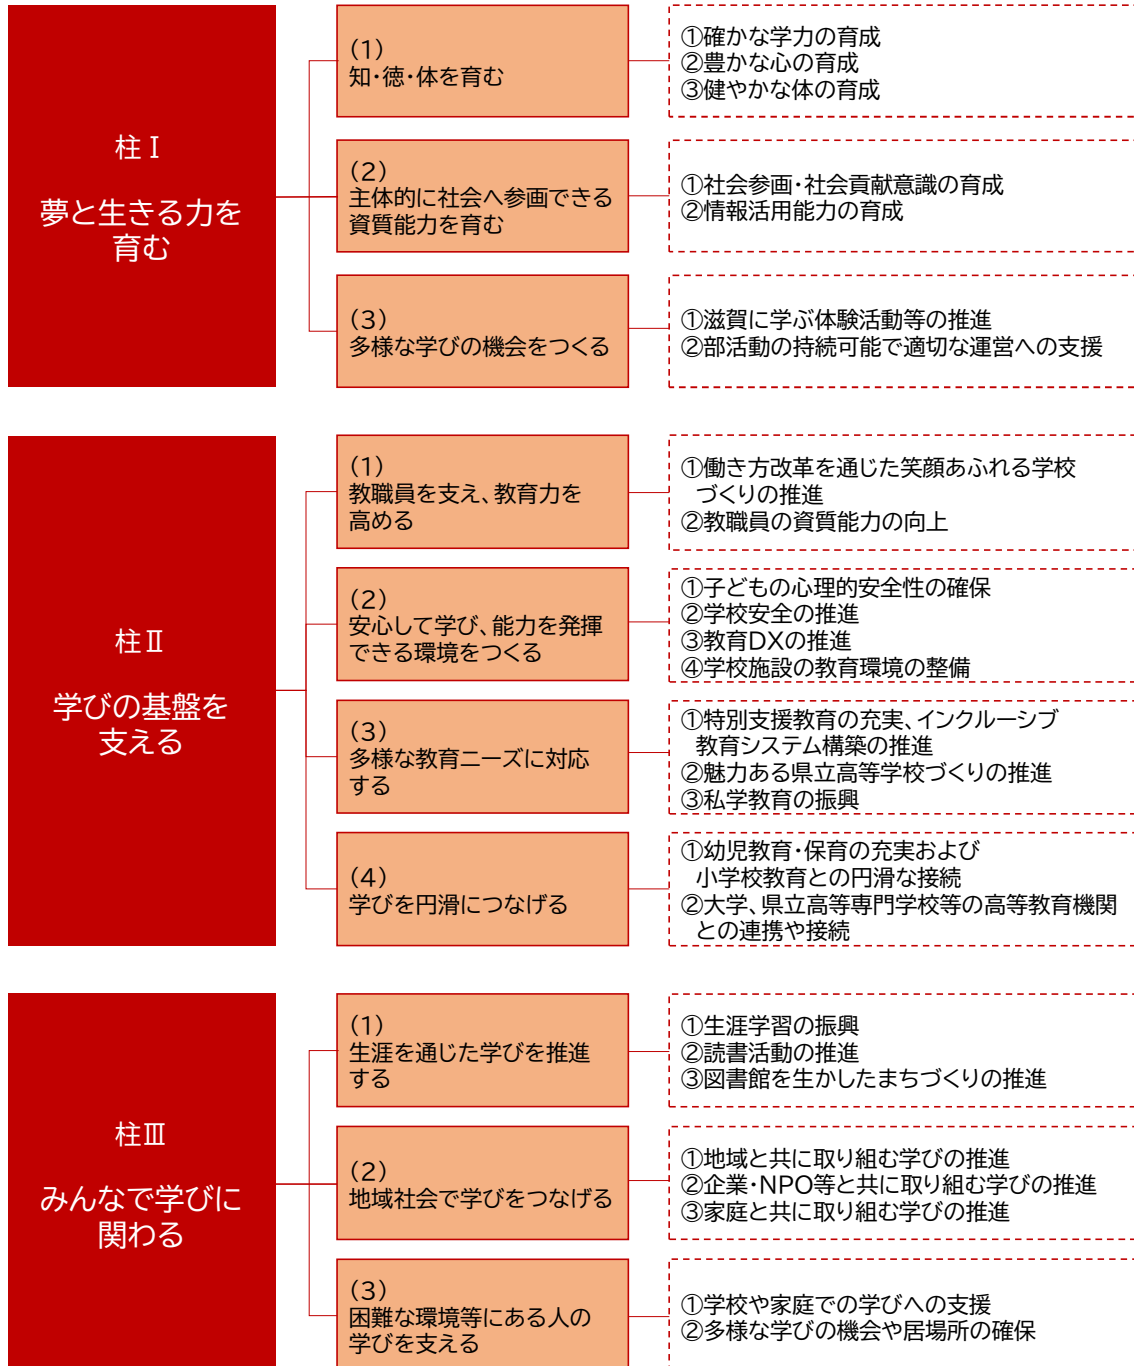 柱Ⅰ
夢と生きる力を
育む
(1)
知・徳・体を育む
①確かな学力の育成
②豊かな心の育成
③健やかな体の育成
(2)
主体的に社会へ参画できる
資質能力を育む
①社会参画・社会貢献意識の育成
②情報活用能力の育成
(3)
多様な学びの機会をつくる
①滋賀に学ぶ体験活動等の推進
②部活動の持続可能で適切な運営への支援
柱Ⅱ
学びの基盤を
支える
(1)
教職員を支え、教育力を
高める
①働き方改革を通じた笑顔あふれる学校
づくりの推進
②教職員の資質能力の向上
(2)
安心して学び、能力を発揮
できる環境をつくる
①子どもの心理的安全性の確保
②学校安全の推進
③教育DXの推進
④学校施設の教育環境の整備
(3)
多様な教育ニーズに対応
する
①特別支援教育の充実、インクルーシブ
教育システム構築の推進
②魅力ある県立高等学校づくりの推進
③私学教育の振興
(4)
学びを円滑につなげる
①幼児教育・保育の充実および
小学校教育との円滑な接続
②大学、県立高等専門学校等の高等教育機関
との連携や接続
柱Ⅲ
みんなで学びに
関わる
(1)
生涯を通じた学びを推進
する
①生涯学習の振興
②読書活動の推進
③図書館を生かしたまちづくりの推進
(2)
地域社会で学びをつなげる
①地域と共に取り組む学びの推進
②企業・NPO等と共に取り組む学びの推進
③家庭と共に取り組む学びの推進
(3)
困難な環境等にある人の
学びを支える
①学校や家庭での学びへの支援
②多様な学びの機会や居場所の確保